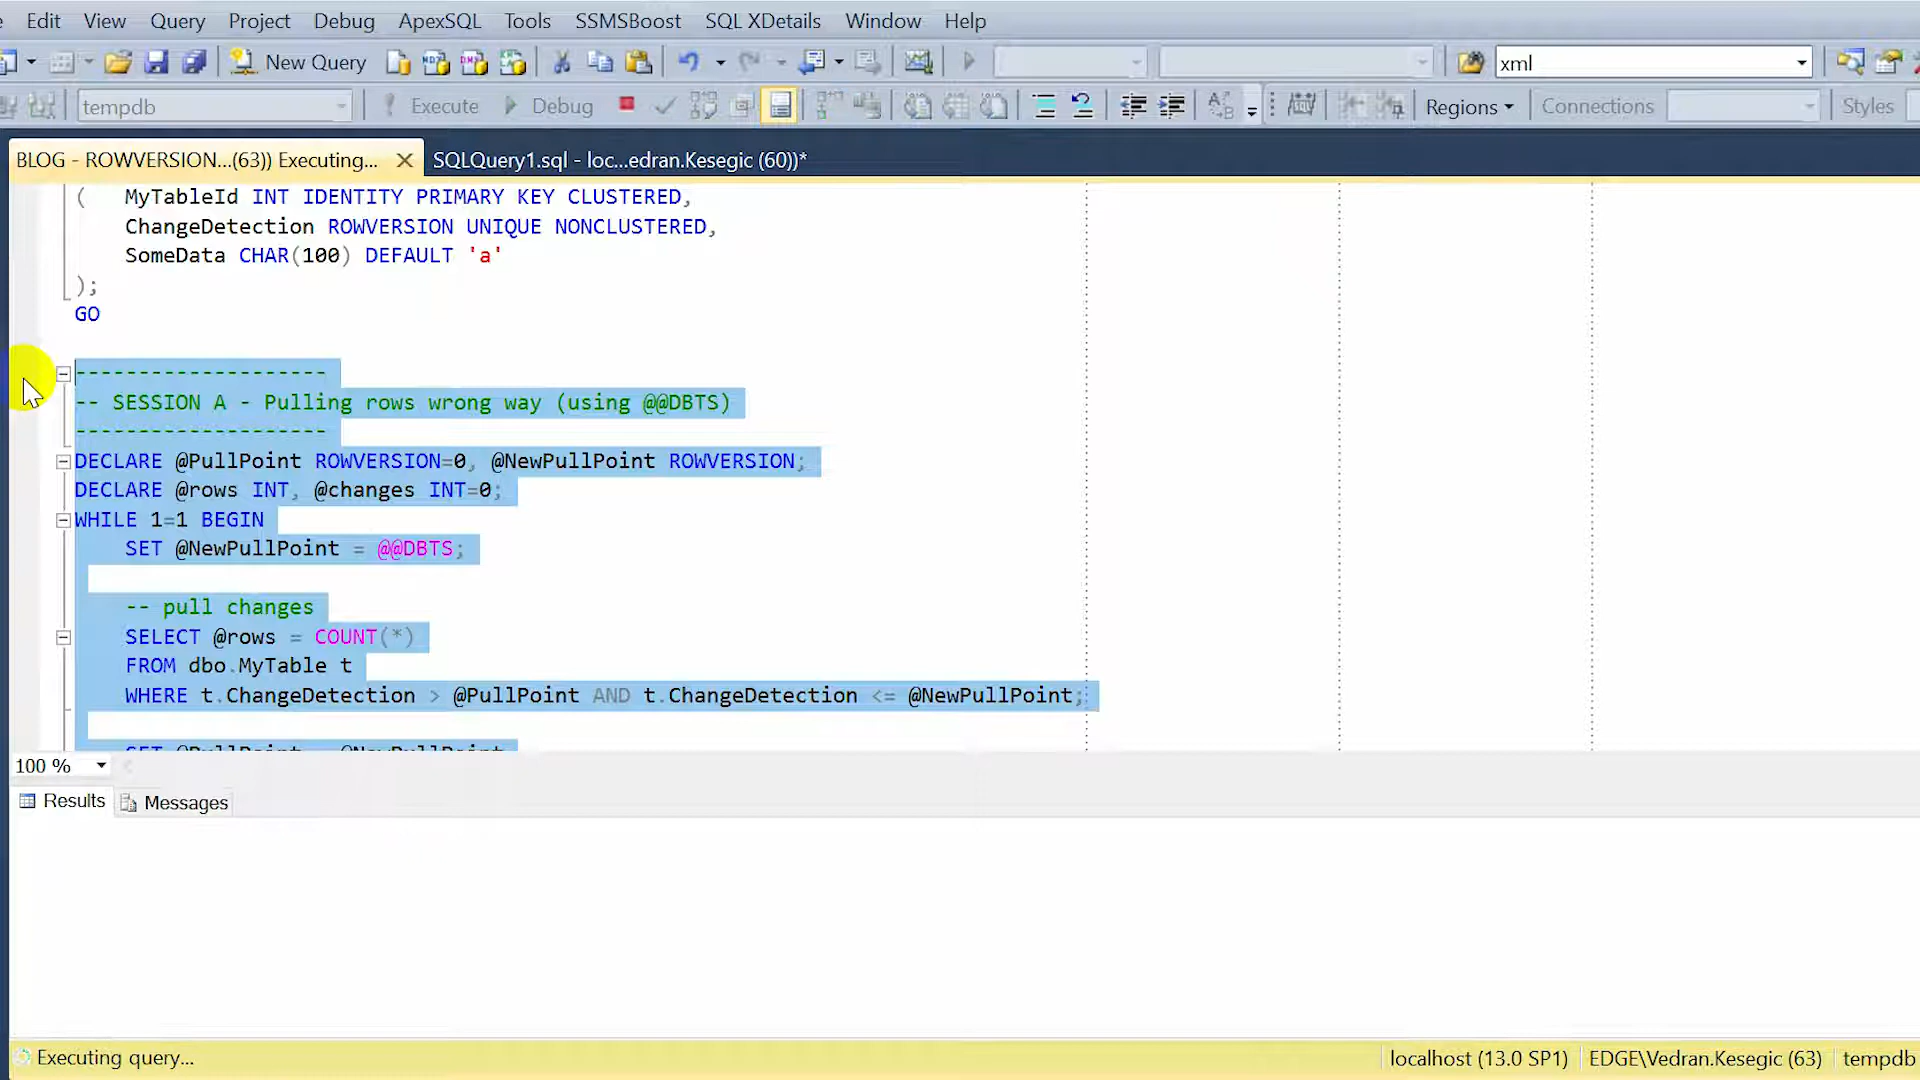 Edit View Query Project Debug ApexSQL Tools SSMSBoost SQL XDetails Window Help
New Query xml
tempdb Execute Debug Regions Connections Styles
BLOG - ROWVERSION...(63)) Executing... SQLQuery1.sql - loc...edran.Kesegic (60))*
( MyTableId INT IDENTITY PRIMARY KEY CLUSTERED,
ChangeDetection ROWVERSION UNIQUE NONCLUSTERED,
SomeData CHAR(100) DEFAULT 'a'
);
GO
--------------------
-- SESSION A - Pulling rows wrong way (using @@DBTS)
--------------------
DECLARE @PullPoint ROWVERSION=0, @NewPullPoint ROWVERSION;
DECLARE @rows INT, @changes INT=0;
WHILE 1=1 BEGIN
SET @NewPullPoint = @@DBTS;
-- pull changes
SELECT @rows = COUNT(*)
FROM dbo.MyTable t
WHERE t.ChangeDetection > @PullPoint AND t.ChangeDetection <= @NewPullPoint;
SET @PullPoint = @NewPullPoint
100 %
Results Messages
Executing query... localhost (13.0 SP1) EDGE\Vedran.Kesegic (63) tempdb